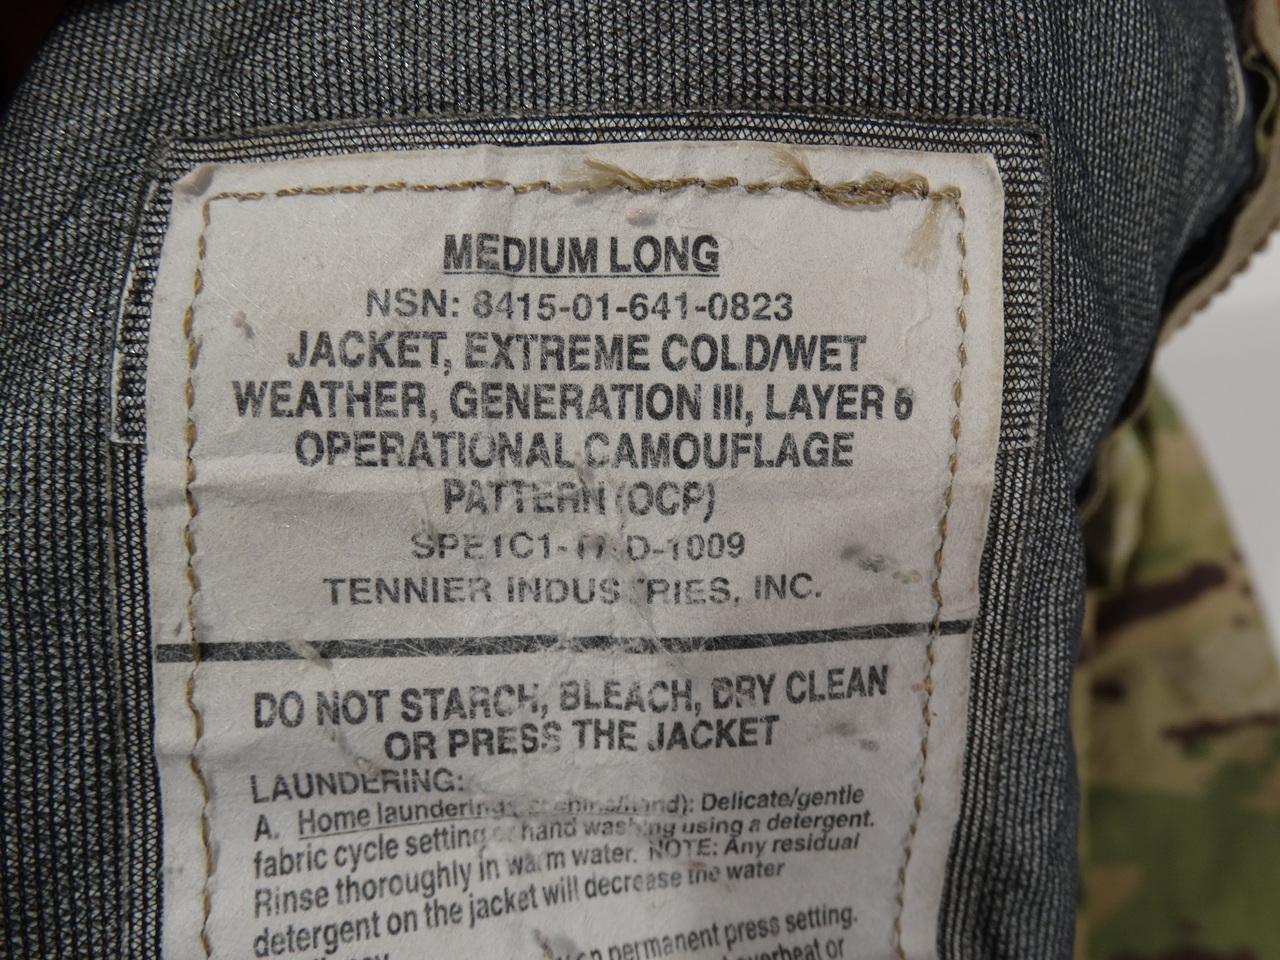 MEDIUM LONG
NSN: 8415-01-641-0823
JACKET, EXTREME COLD/WET
WEATHER, GENERATION III, LAYER 6
OPERATIONAL CAMOUFLAGE
PATTERN (OCP)
TENNIER INDUSTRIES, INC.
DO NOT STARCH, BLEACH, DRY CLEAN
OR PRESS THE JACKET
LAUNDERING:
A. Home laundering hand): Delicate/gentle
fabric cycle setting or hand washing using a detergent.
Rinse thoroughly in warm water. NOTE: Any residual
detergent on the jacket will decrease the water
permanent press setting.
overheat or